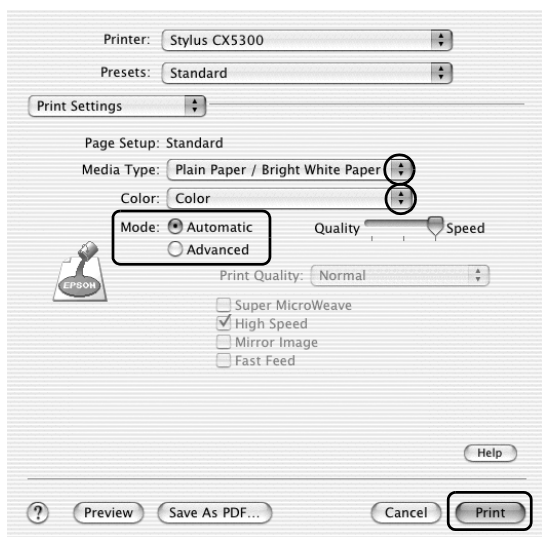 Printer: Stylus CX5300
Presets: Standard
Print Settings
Page Setup: Standard
Media Type: Plain Paper / Bright White Paper
Color: Color
Mode: Automatic Quality Speed
Advanced
EPSON
Print Quality: Normal
Super MicroWeave
High Speed
Mirror Image
Fast Feed
Help
? Preview Save As PDF... Cancel Print